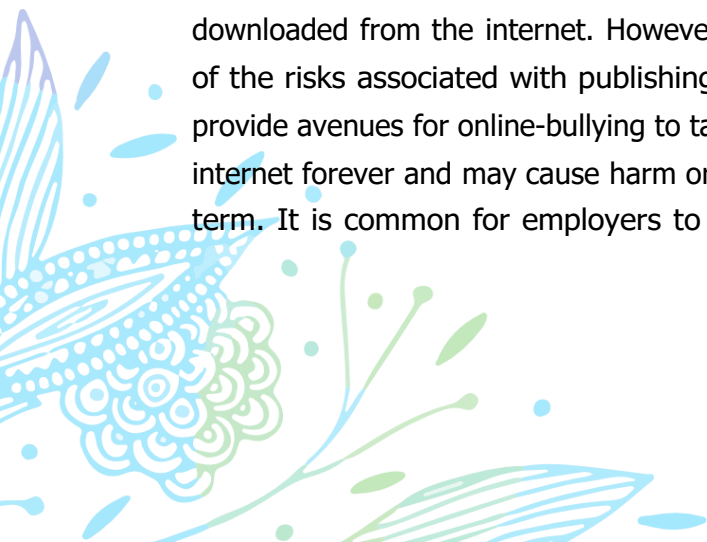 downloaded from the internet. Howeve
of the risks associated with publishing
provide avenues for online-bullying to ta
internet forever and may cause harm or
term. It is common for employers to